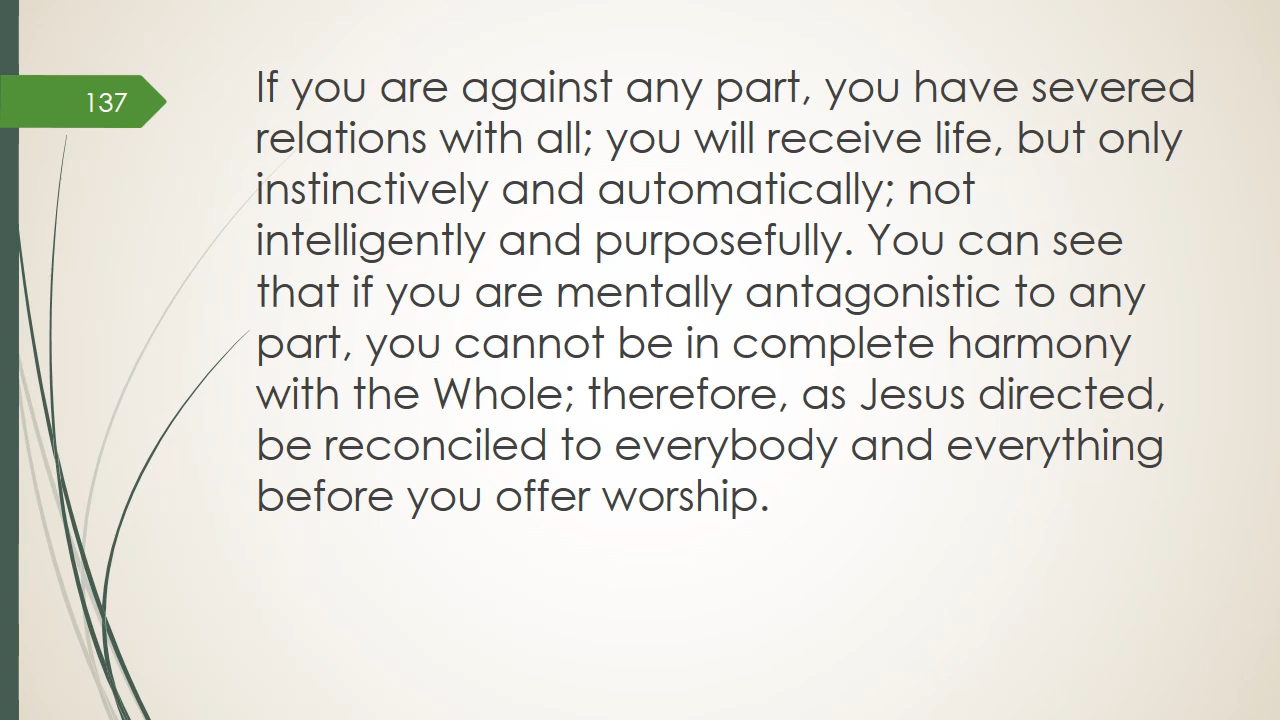 137
If you are against any part, you have severed
relations with all; you will receive life, but only
instinctively and automatically; not
intelligently and purposefully. You can see
that if you are mentally antagonistic to any
part, you cannot be in complete harmony
with the Whole; therefore, as Jesus directed,
be reconciled to everybody and everything
before you offer worship.